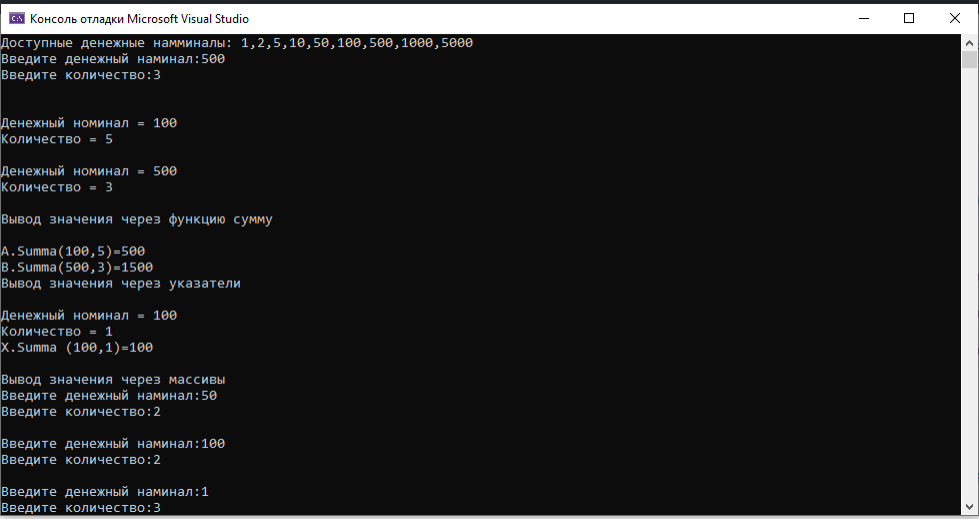 C:\
Консоль отладки Microsoft Visual Studio
Доступные денежные намминалы: 1,2,5,10,50,100,500,1000,5000
Введите денежный наминал:500
Введите количество:3
Денежный номинал = 100
Количество = 5
Денежный номинал = 500
Количество = 3
Вывод значения через функцию сумму
A.Summa(100,5)=500
B.Summa(500,3)=1500
Вывод значения через указатели
Денежный номинал = 100
Количество = 1
X.Summa (100,1)=100
Вывод значения через массивы
Введите денежный наминал:50
Введите количество:2
Введите денежный наминал:100
Введите количество:2
Введите денежный наминал:1
Введите количество:3